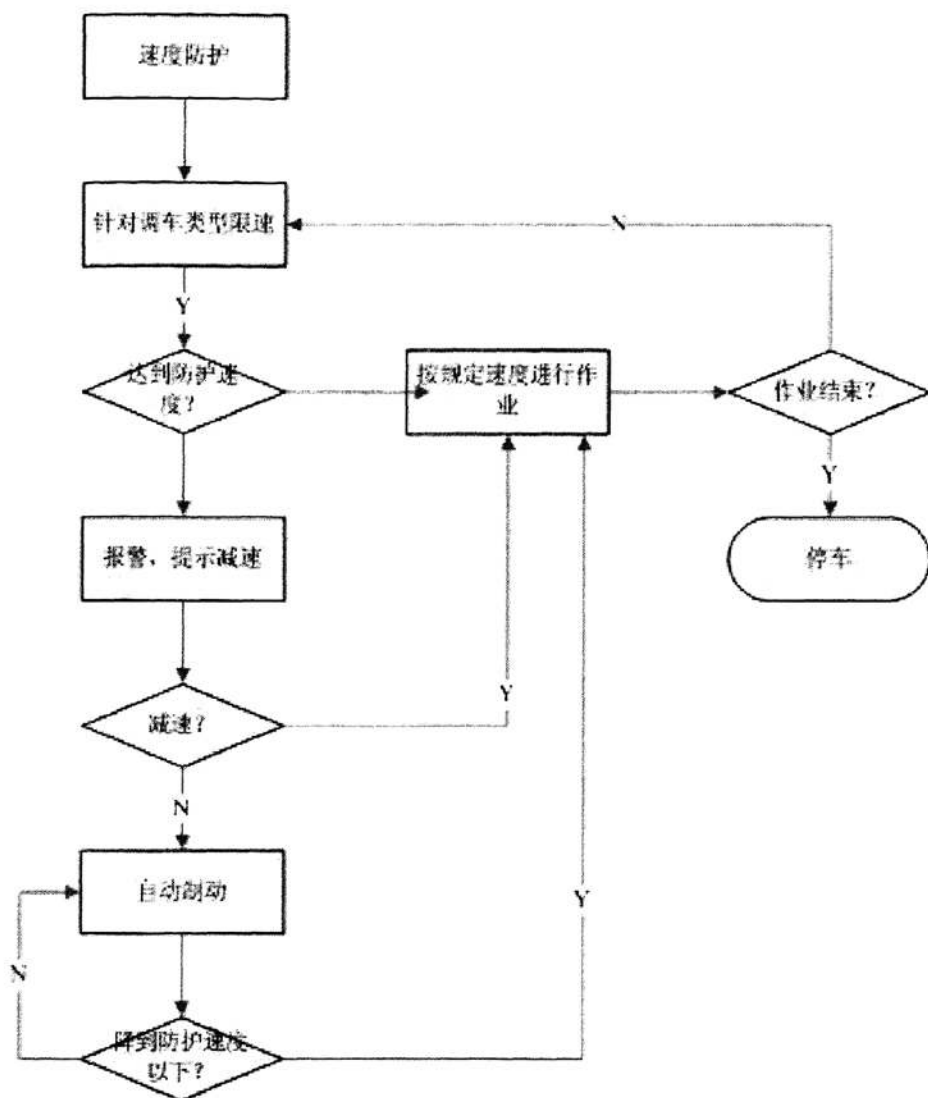 速度防护
针对调车类型限速
N
Y
达到防护速
度？
按规定速度进行作
业
作业结束？
Y
报警，提示减速
停车
减速？
Y
N
自动制动
Y
N
降到防护速度
以下？